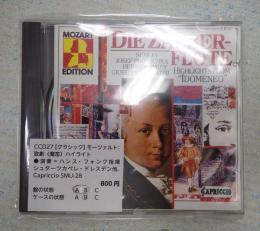 MOZART
EDITION
DIE ZAUBER-
FLÖTE
HIGHLIGHTS FROM
"IDOMENEO"
CCD27【クラシック】モーツァルト:
歌劇《魔笛》ハイライト
●演奏=ハンス・フォンク指揮
シュターツカペレ・ドレスデン他.
Capriccio SMU-28
800円
盤の状態 A B C
ケースの状態 A B C
CAPRICCIO